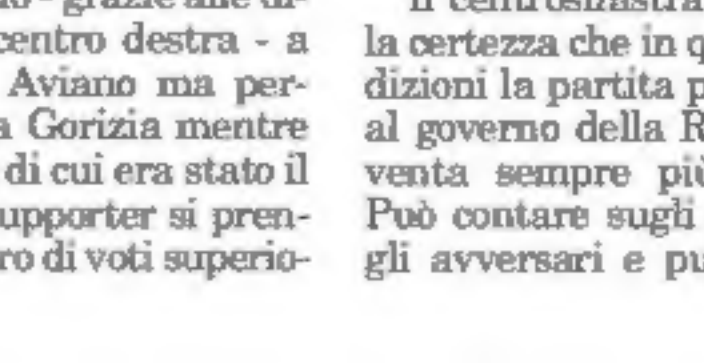 centro destra - a
Aviano ma per-
a Gorizia mentre
di cui era stato il
upporter si pren-
ro di voti superio-
Il centrosinistra
la certezza che in q
dizioni la partita p
al governo della R
venta sempre più
Può contare sugli
gli avversari e pu